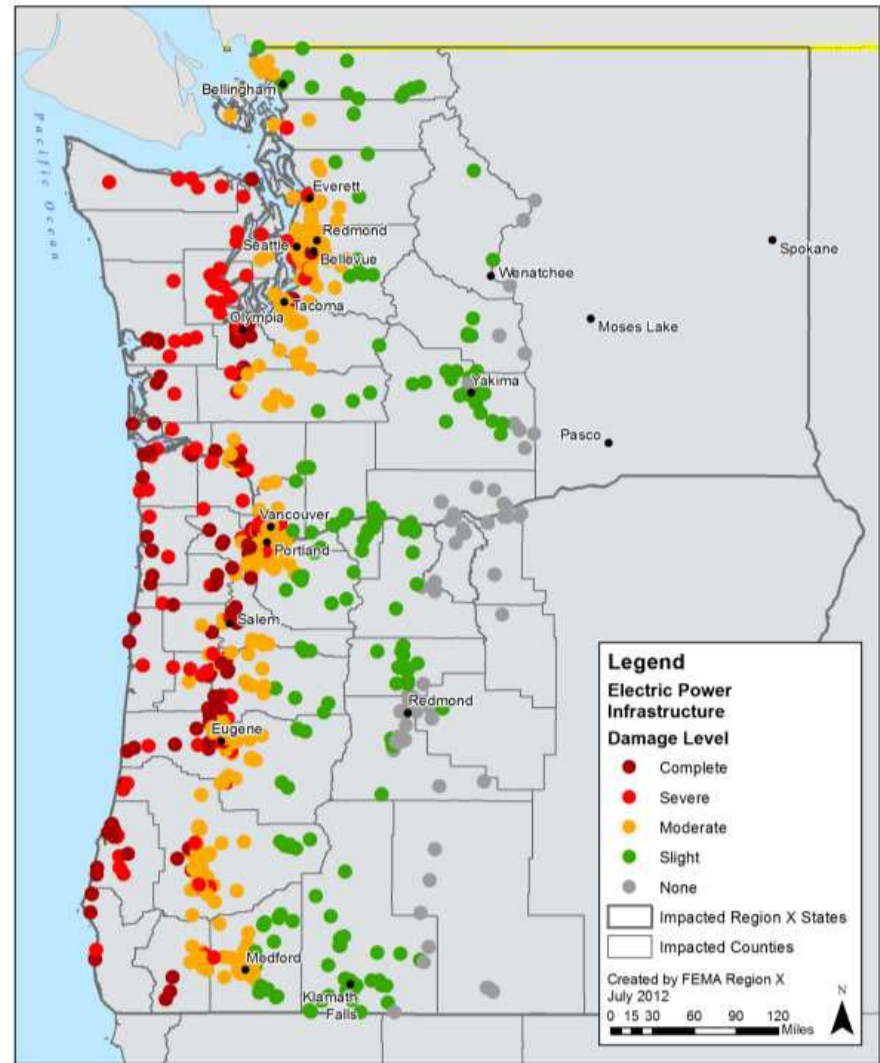 Pacific Ocean
Bellingham
Everett
Redmond
Seattle
Bellevue
Spokane
Wenatchee
Tacoma
Olympia
Moses Lake
Yakima
Pasco
Vancouver
Portland
Salem
Redmond
Eugene
Medford
Klamath
Falls
Legend
Electric Power
Infrastructure
Damage Level
Complete
Severe
Moderate
Slight
None
Impacted Region X States
Impacted Counties
Created by FEMA Region X
July 2012
N
0 15 30 60 90 120
Miles